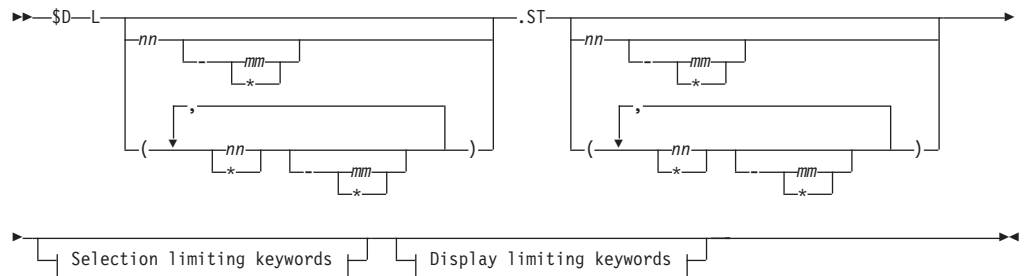 $D L .ST
nn nn
- mm - mm
* *
, ,
( nn ) ( nn )
* - mm * - mm
* *
Selection limiting keywords Display limiting keywords